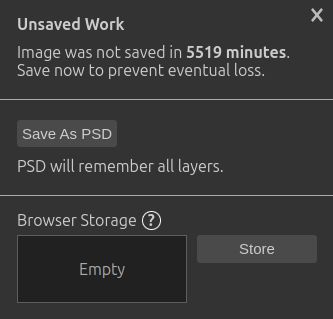 Unsaved Work
Image was not saved in 5519 minutes.
Save now to prevent eventual loss.
Save As PSD
PSD will remember all layers.
Browser Storage ?
Empty
Store